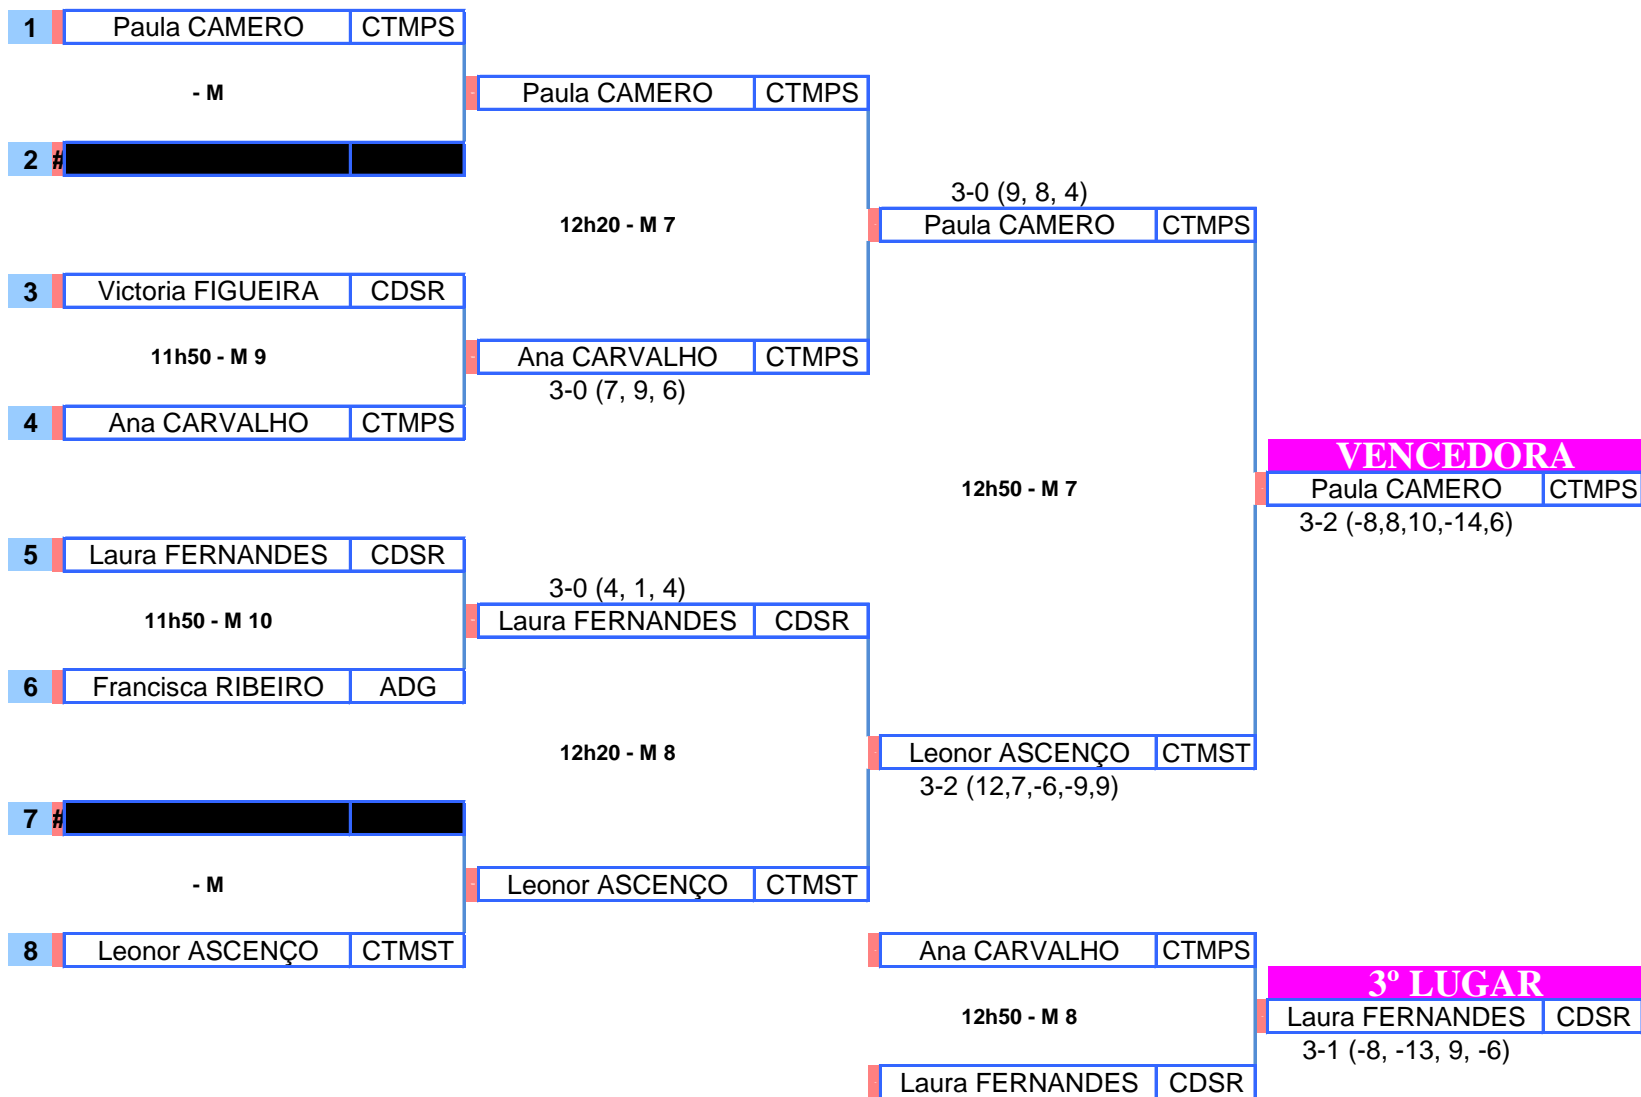 1 Paula CAMERO CTMPS
- M
Paula CAMERO CTMPS
2 #
3-0 (9, 8, 4)
12h20 - M 7
Paula CAMERO CTMPS
3 Victoria FIGUEIRA CDSR
11h50 - M 9
Ana CARVALHO CTMPS
3-0 (7, 9, 6)
4 Ana CARVALHO CTMPS
VENCEDORA
12h50 - M 7
Paula CAMERO CTMPS
3-2 (-8,8,10,-14,6)
5 Laura FERNANDES CDSR
3-0 (4, 1, 4)
11h50 - M 10
Laura FERNANDES CDSR
6 Francisca RIBEIRO ADG
12h20 - M 8
Leonor ASCENÇO CTMST
3-2 (12,7,-6,-9,9)
7 #
- M
Leonor ASCENÇO CTMST
8 Leonor ASCENÇO CTMST
Ana CARVALHO CTMPS
3º LUGAR
12h50 - M 8
Laura FERNANDES CDSR
3-1 (-8, -13, 9, -6)
Laura FERNANDES CDSR